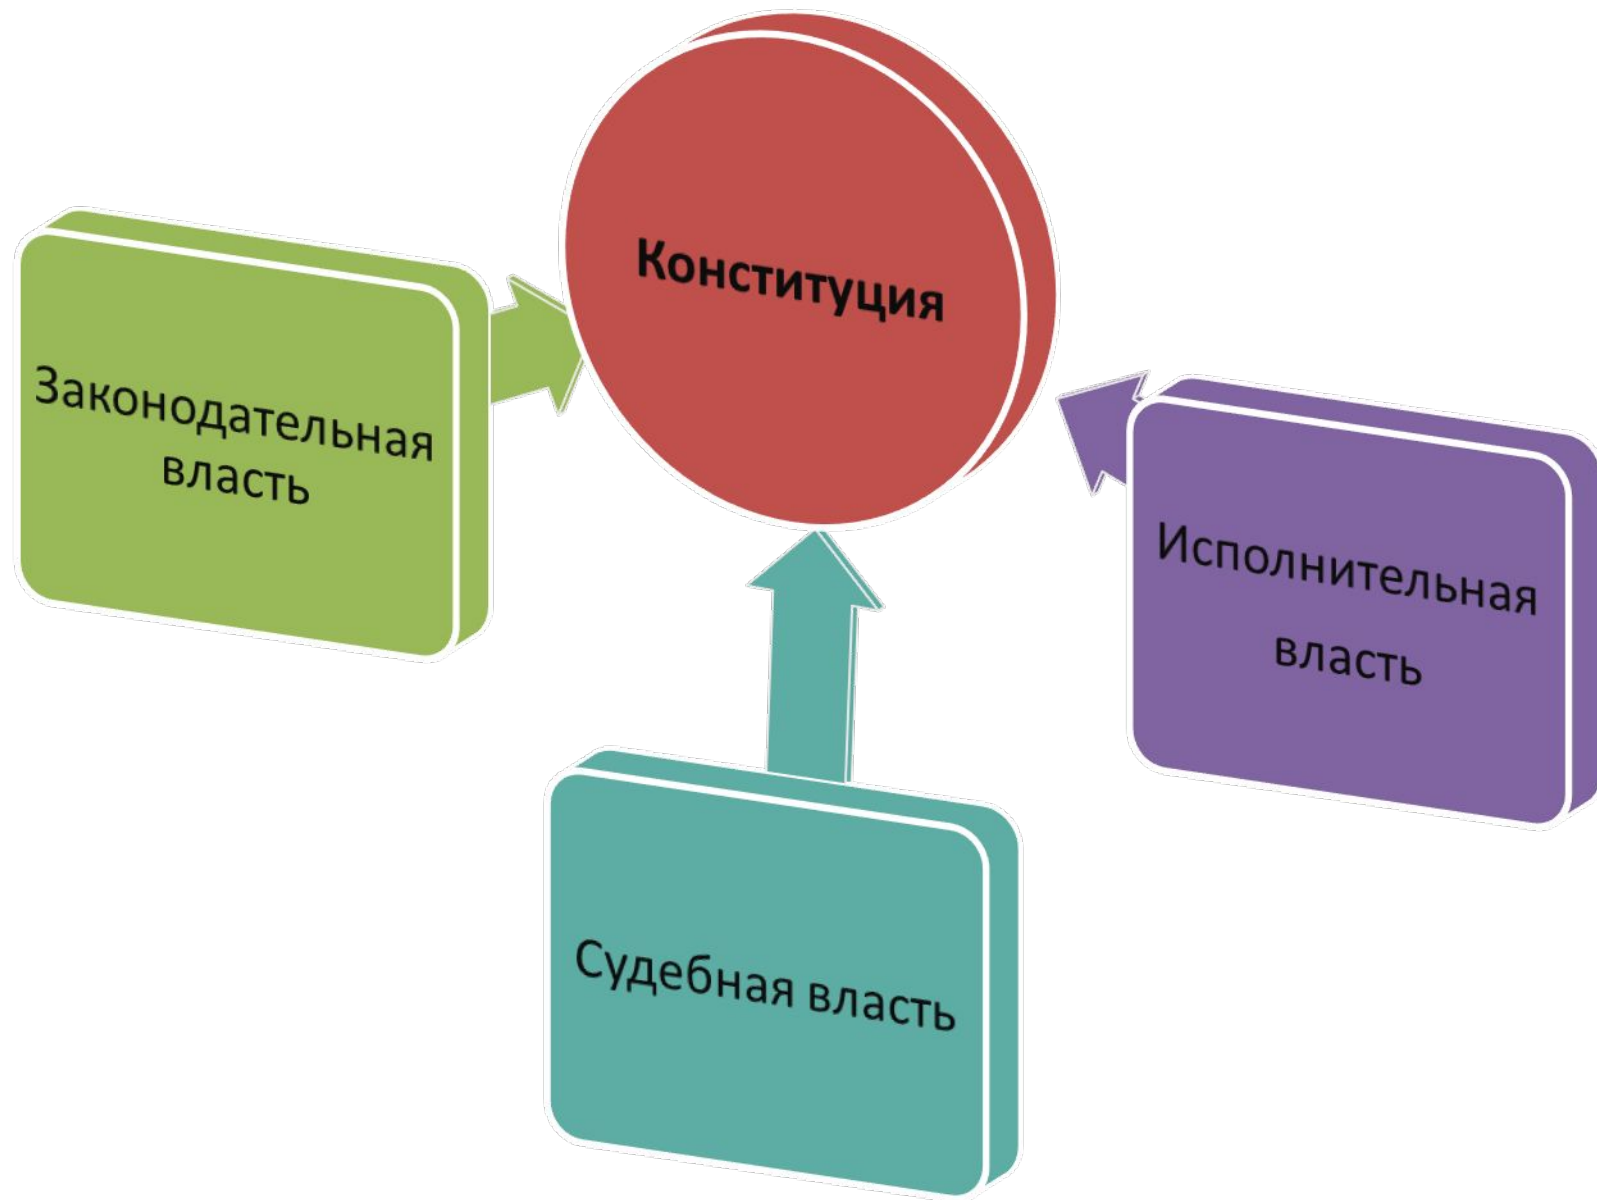 Конституция
Законодательная
власть
Исполнительная
власть
Судебная власть